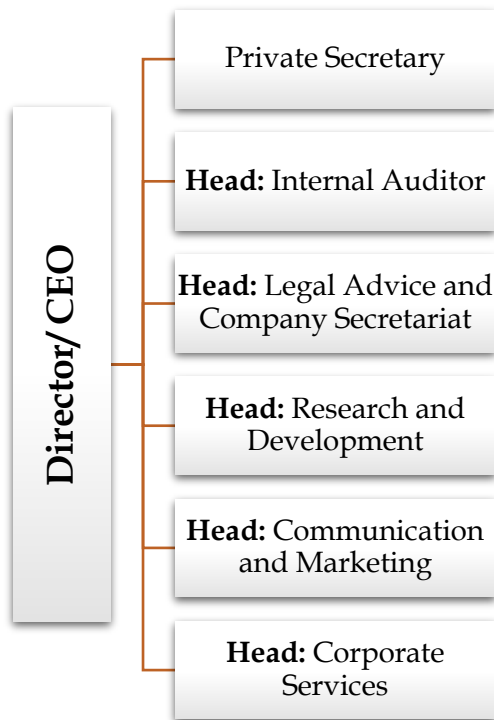 Director/ CEO
Private Secretary
Head: Internal Auditor
Head: Legal Advice and
Company Secretariat
Head: Research and
Development
Head: Communication
and Marketing
Head: Corporate
Services